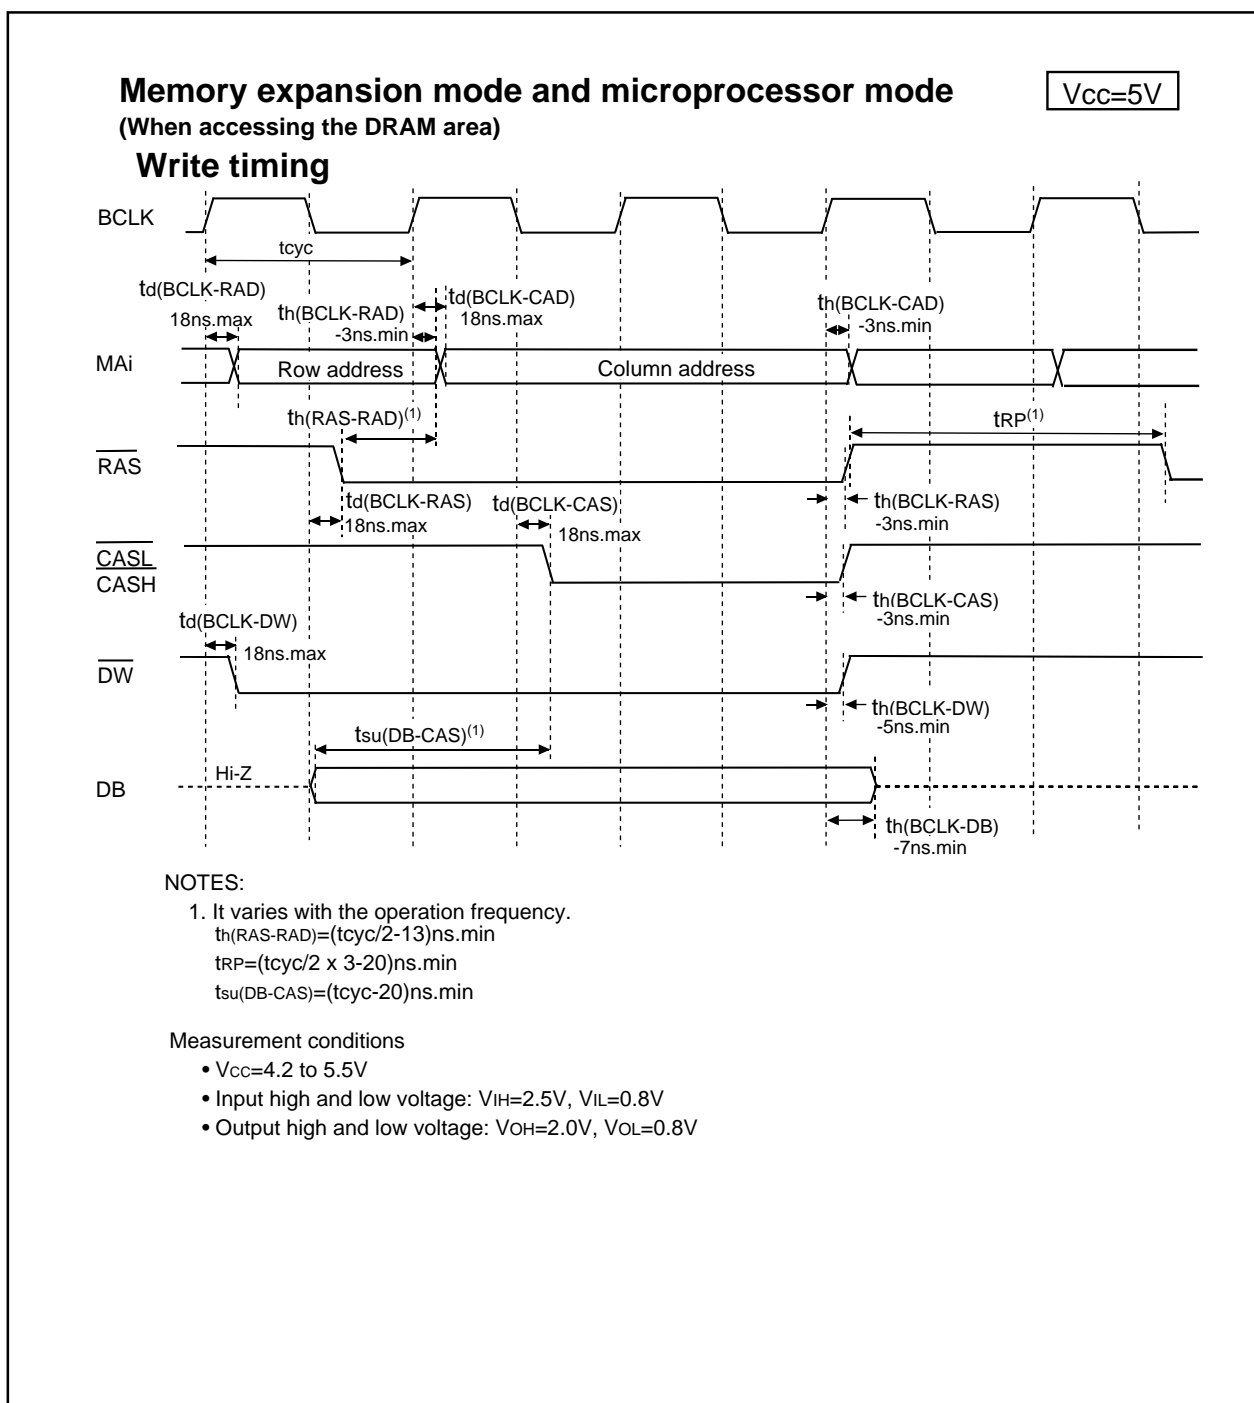 Memory expansion mode and microprocessor mode
Vcc=5V
(When accessing the DRAM area)
Write timing
BCLK
tcyc
td(BCLK-RAD)
18ns.max
th(BCLK-RAD)
-3ns.min
td(BCLK-CAD)
18ns.max
th(BCLK-CAD)
-3ns.min
MAi
Row address
Column address
th(RAS-RAD)(1)
tRP(1)
RAS
td(BCLK-RAS)
18ns.max
td(BCLK-CAS)
18ns.max
th(BCLK-RAS)
-3ns.min
CASL
CASH
th(BCLK-CAS)
-3ns.min
td(BCLK-DW)
18ns.max
DW
th(BCLK-DW)
-5ns.min
tsu(DB-CAS)(1)
Hi-Z
DB
th(BCLK-DB)
-7ns.min
NOTES:
1. It varies with the operation frequency.
th(RAS-RAD)=(tcyc/2-13)ns.min
tRP=(tcyc/2 x 3-20)ns.min
tsu(DB-CAS)=(tcyc-20)ns.min
Measurement conditions
• VCC=4.2 to 5.5V
• Input high and low voltage: VIH=2.5V, VIL=0.8V
• Output high and low voltage: VOH=2.0V, VOL=0.8V